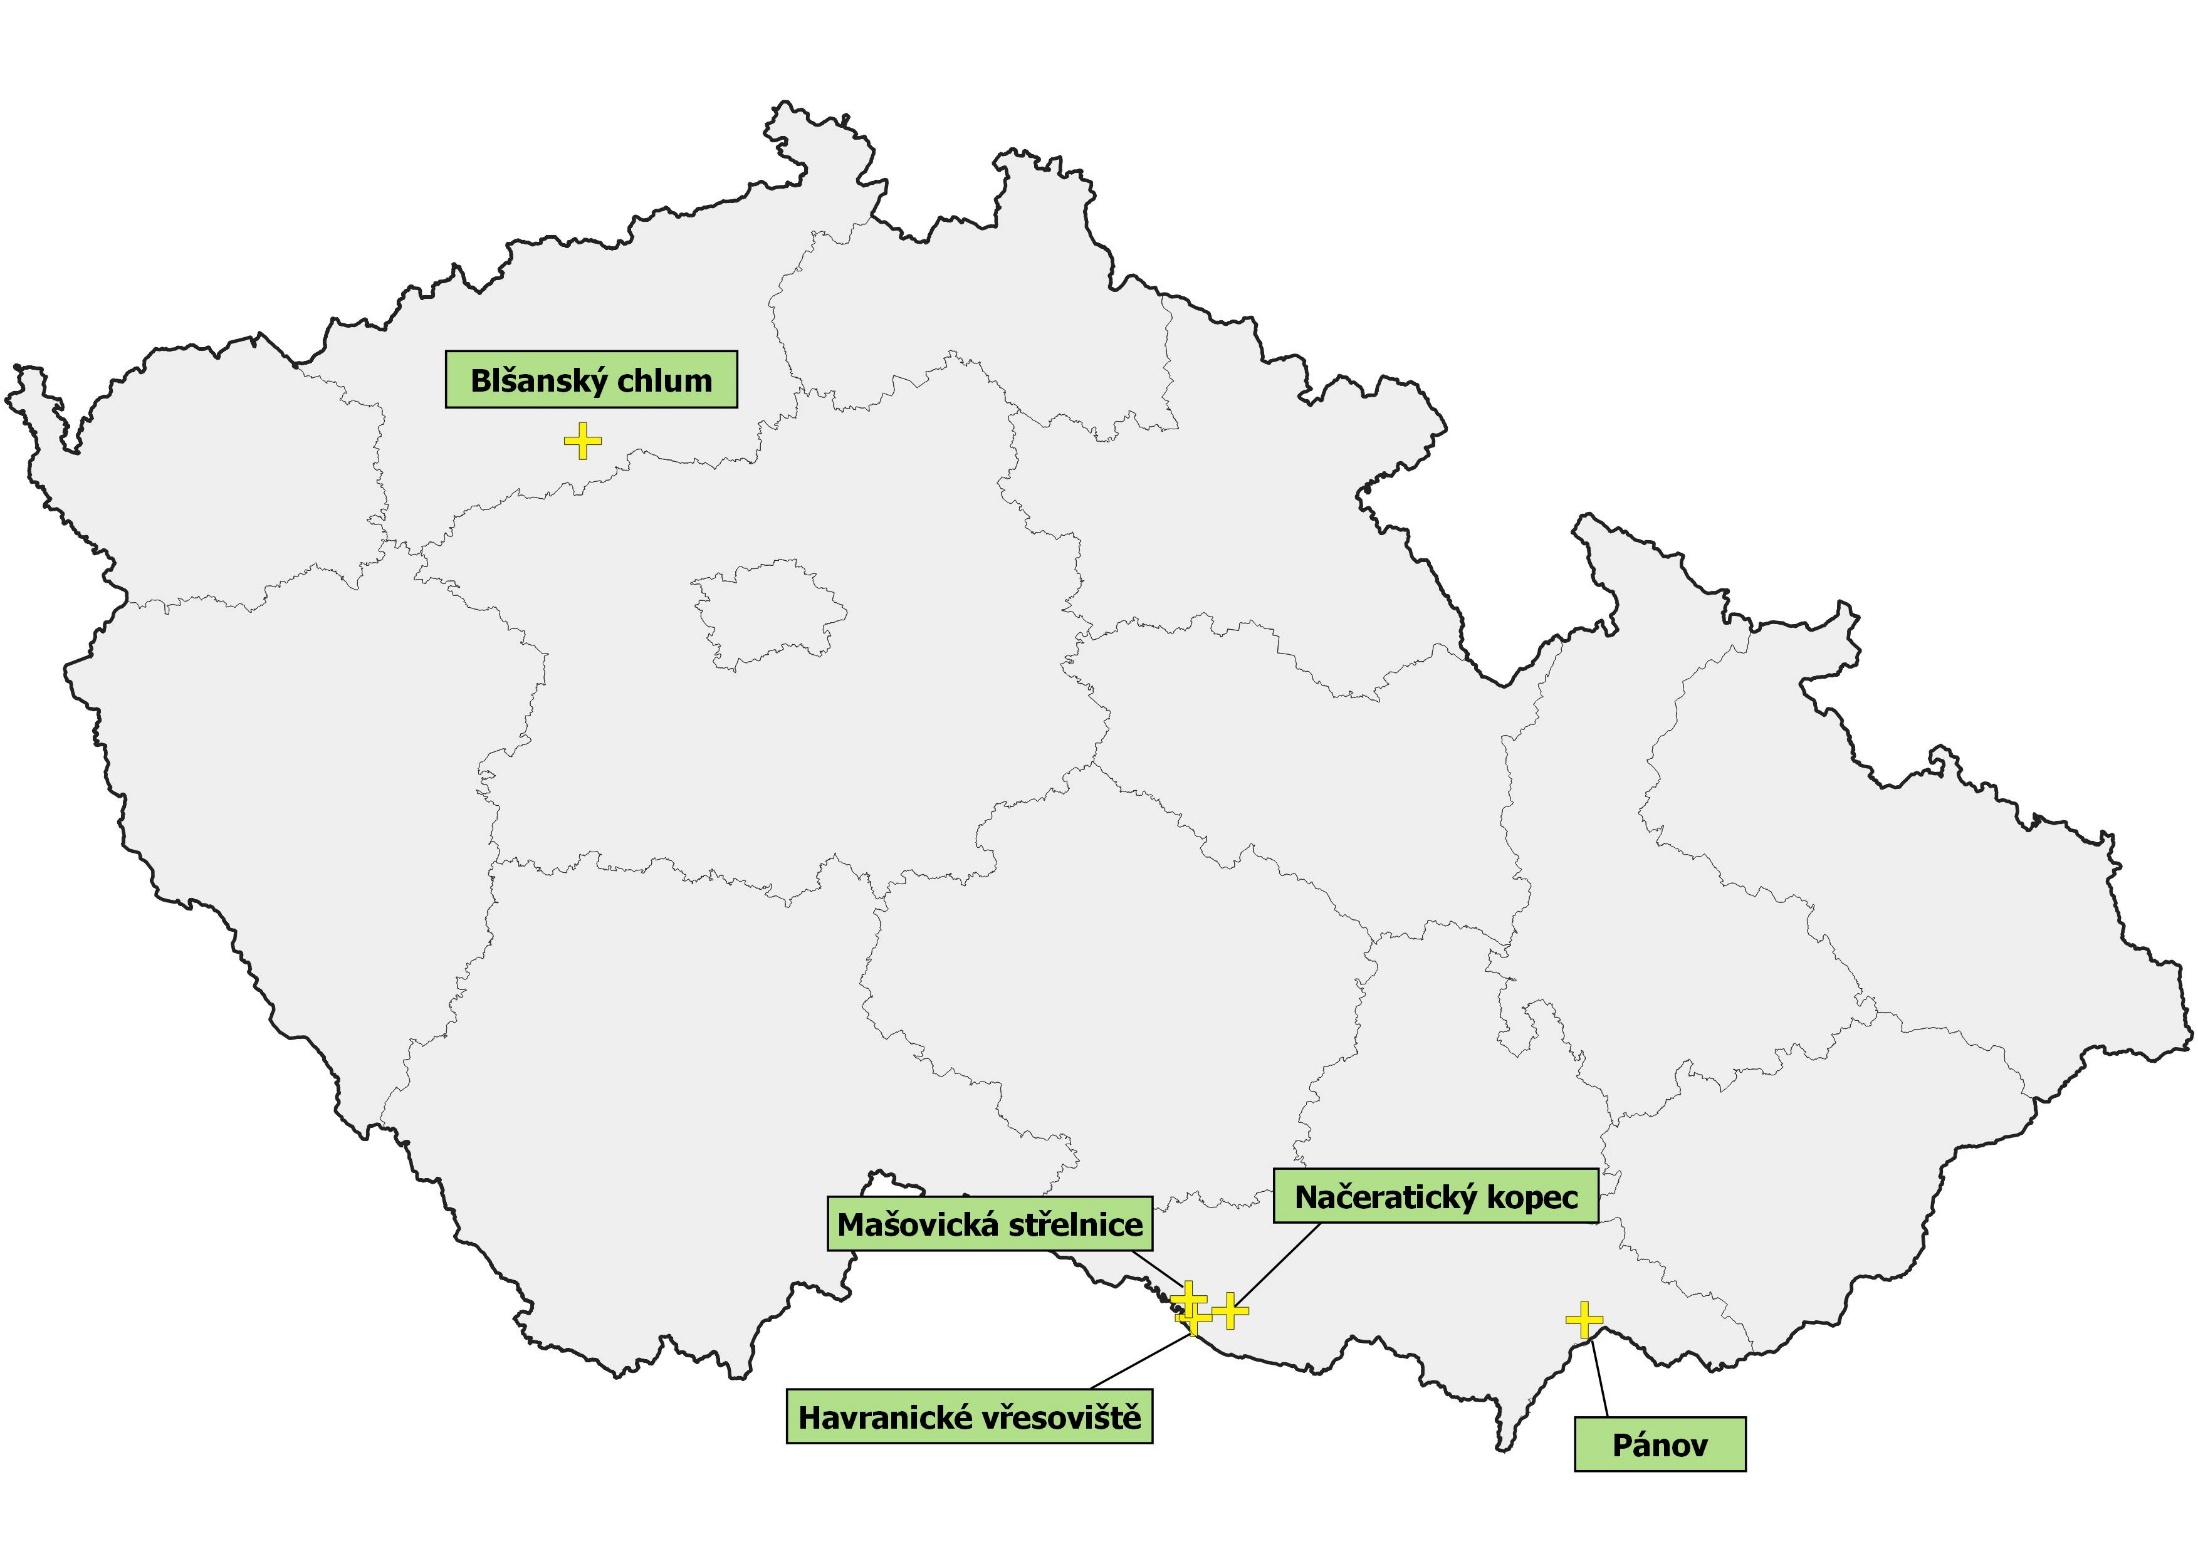 Blšanský chlum
Načeratický kopec
Mašovická střelnice
Havranické vřesoviště
Pánov